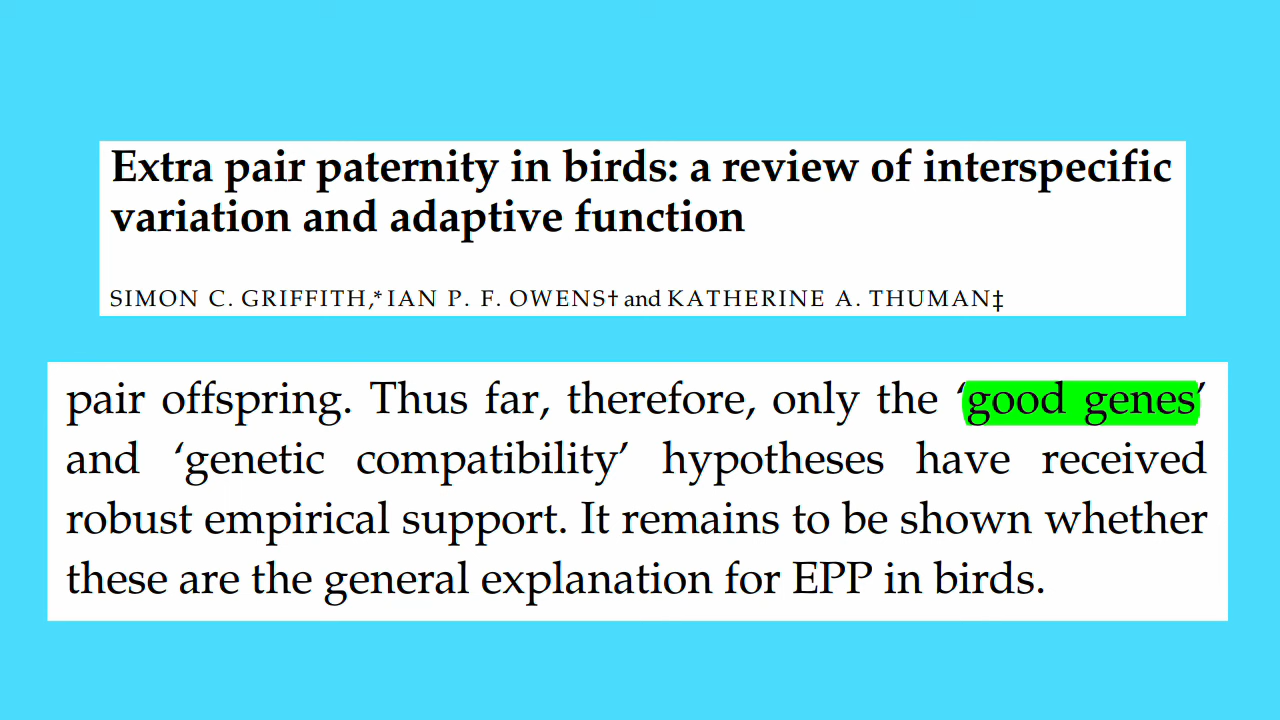 Extra pair paternity in birds: a review of interspecific
variation and adaptive function
SIMON C. GRIFFITH,* IAN P. F. OWENS† and KATHERINE A. THUMAN‡
pair offspring. Thus far, therefore, only the ‘good genes’
and ‘genetic compatibility’ hypotheses have received
robust empirical support. It remains to be shown whether
these are the general explanation for EPP in birds.